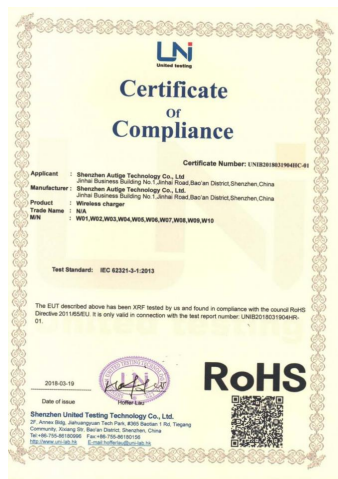 UNi
United testing
Certificate
Of
Compliance
Certificate Number: UNIB2018031904HC-01
Applicant : Shenzhen Autige Technology Co., Ltd
Jinhai Business Building No.1,Jinhai Road,Bao'an District,Shenzhen,China
Manufacturer : Shenzhen Autige Technology Co., Ltd.
Jinhai Business Building No.1,Jinhai Road,Bao'an District,Shenzhen,China
Product : Wireless charger
Trade Name : N/A
M/N : W01,W02,W03,W04,W05,W06,W07,W08,W09,W10
Test Standard: IEC 62321-3-1:2013
The EUT described above has been XRF tested by us and found in compliance with the council RoHS
Directive 2011/65/EU. It is only valid in connection with the test report number: UNIB2018031904HR-
01.
2018-03-19
Date of issue
Hoffer Lau
RoHS
Shenzhen United Testing Technology Co., Ltd.
2F, Annex Bldg, Jiahuangyuan Tech Park, #365 Baotian 1 Rd, Tiegang
Community, Xixiang Str, Bao'an District, Shenzhen, China
Tel:+86-755-86180996 Fax:+86-755-86180156
http://www.uni-lab.hk E-mail:hofferlau@uni-lab.hk